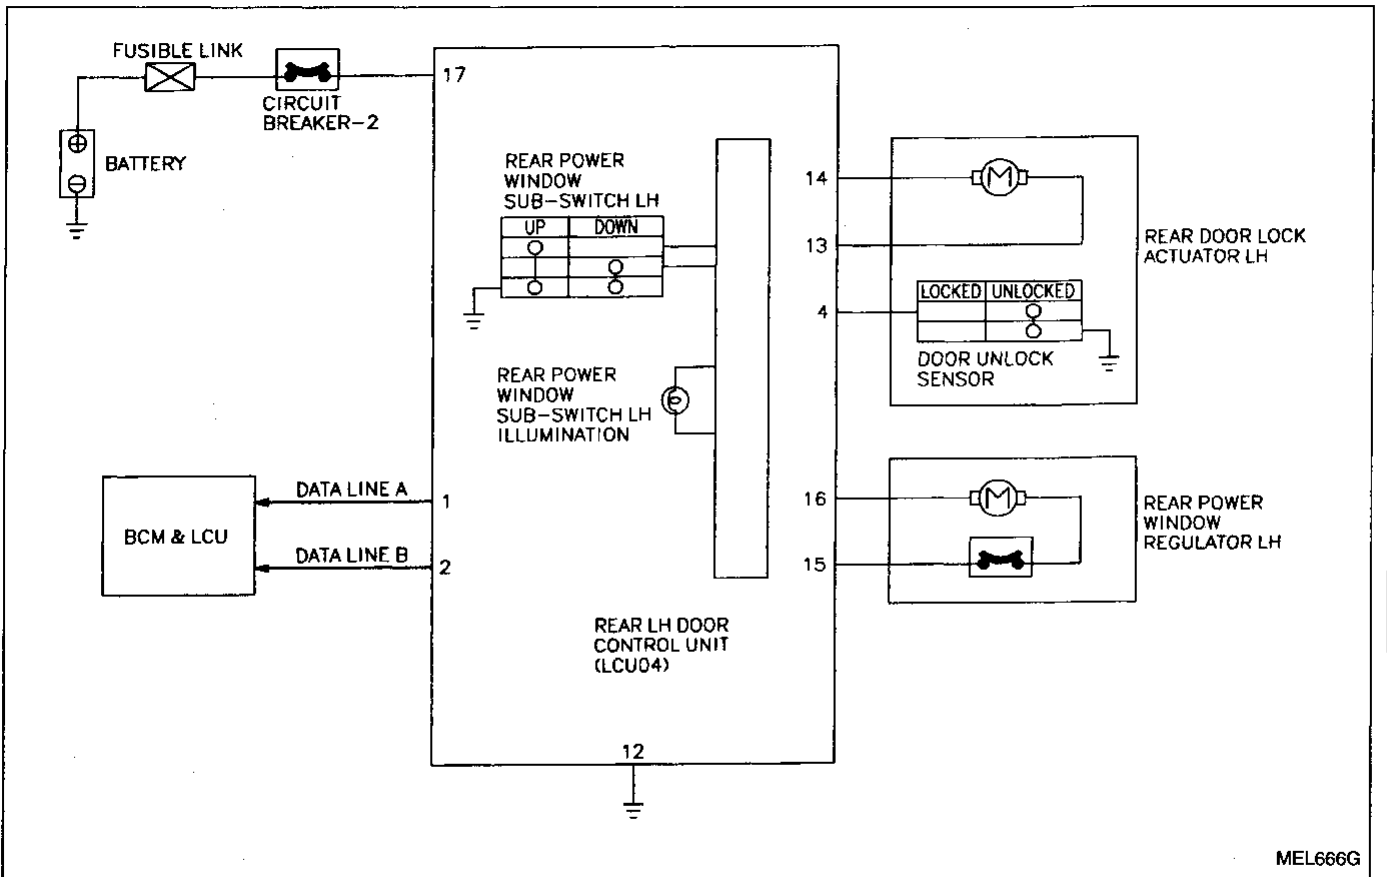 FUSIBLE LINK
17
CIRCUIT
BREAKER-2
BATTERY
REAR POWER
WINDOW
SUB-SWITCH LH
UP DOWN
14
M
13
REAR DOOR LOCK
ACTUATOR LH
4
LOCKED UNLOCKED
DOOR UNLOCK
SENSOR
REAR POWER
WINDOW
SUB-SWITCH LH
ILLUMINATION
DATA LINE A
1
BCM & LCU
DATA LINE B
2
16
M
REAR POWER
WINDOW
REGULATOR LH
15
REAR LH DOOR
CONTROL UNIT
(LCU04)
12
MEL666G